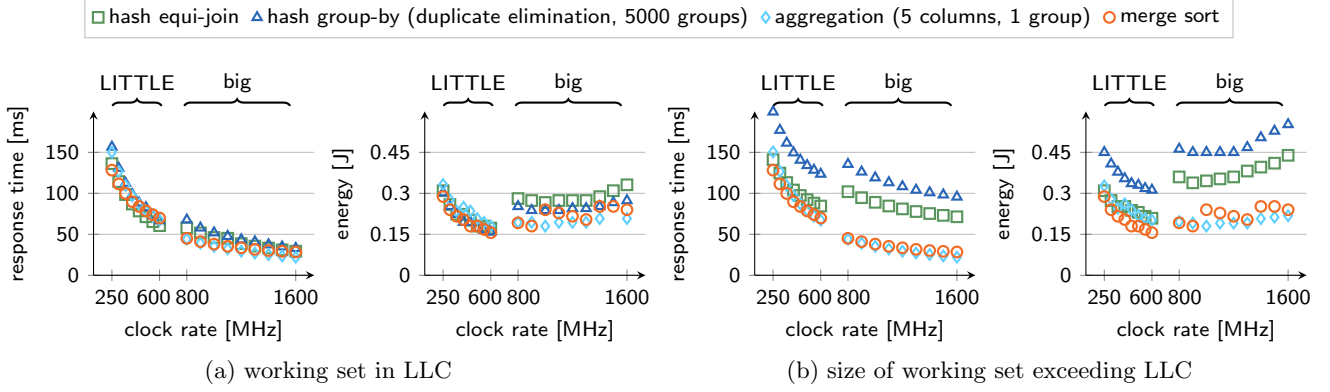 hash equi-join hash group-by (duplicate elimination, 5000 groups) aggregation (5 columns, 1 group) merge sort
LITTLE big
response time [ms]
150
100
50
0
250 600 800 1600
clock rate [MHz]
LITTLE big
energy [J]
0.45
0.3
0.15
0
250 600 800 1600
clock rate [MHz]
(a) working set in LLC
LITTLE big
response time [ms]
150
100
50
0
250 600 800 1600
clock rate [MHz]
LITTLE big
energy [J]
0.45
0.3
0.15
0
250 600 800 1600
clock rate [MHz]
(b) size of working set exceeding LLC